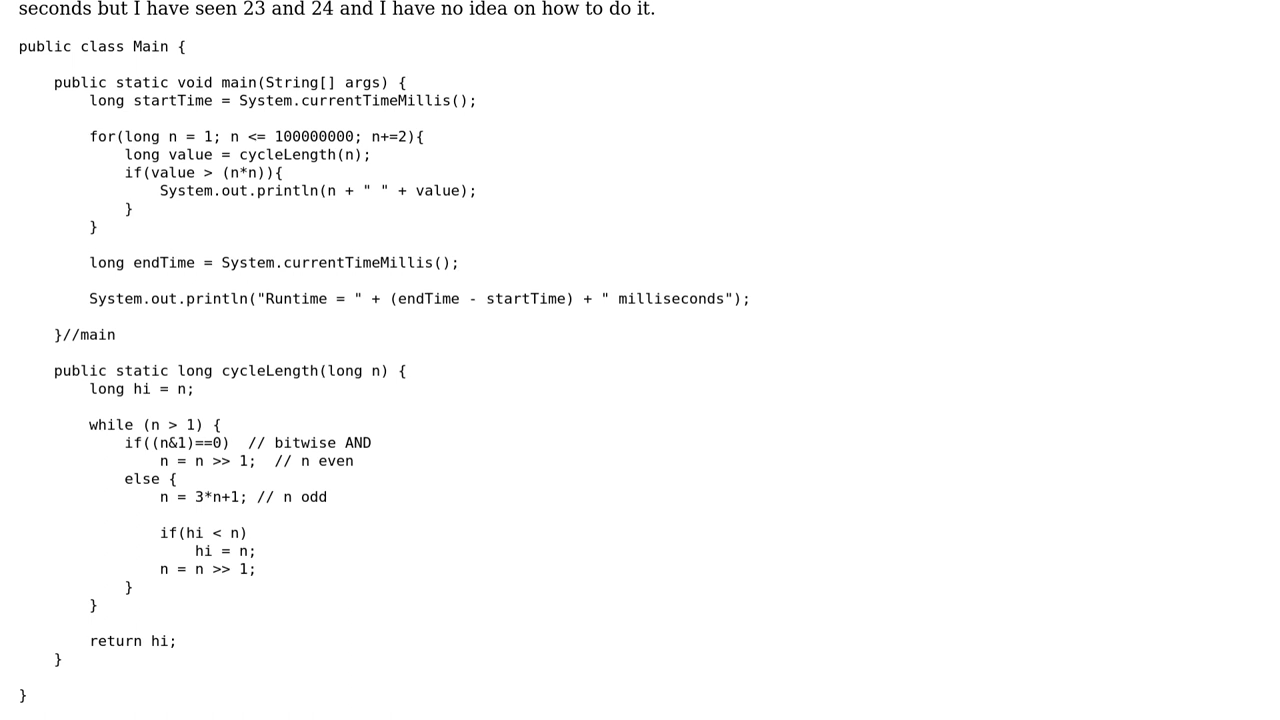 seconds but I have seen 23 and 24 and I have no idea on how to do it.
public class Main {
    public static void main(String[] args) {
        long startTime = System.currentTimeMillis();
        for(long n = 1; n <= 100000000; n+=2){
            long value = cycleLength(n);
            if(value > (n*n)){
                System.out.println(n + " " + value);
            }
        }
        long endTime = System.currentTimeMillis();
        System.out.println("Runtime = " + (endTime - startTime) + " milliseconds");
    }//main
    public static long cycleLength(long n) {
        long hi = n;
        while (n > 1) {
            if((n&1)==0)  // bitwise AND
                n = n >> 1;  // n even
            else {
                n = 3*n+1; // n odd
                if(hi < n)
                    hi = n;
                n = n >> 1;
            }
        }
        return hi;
    }
}